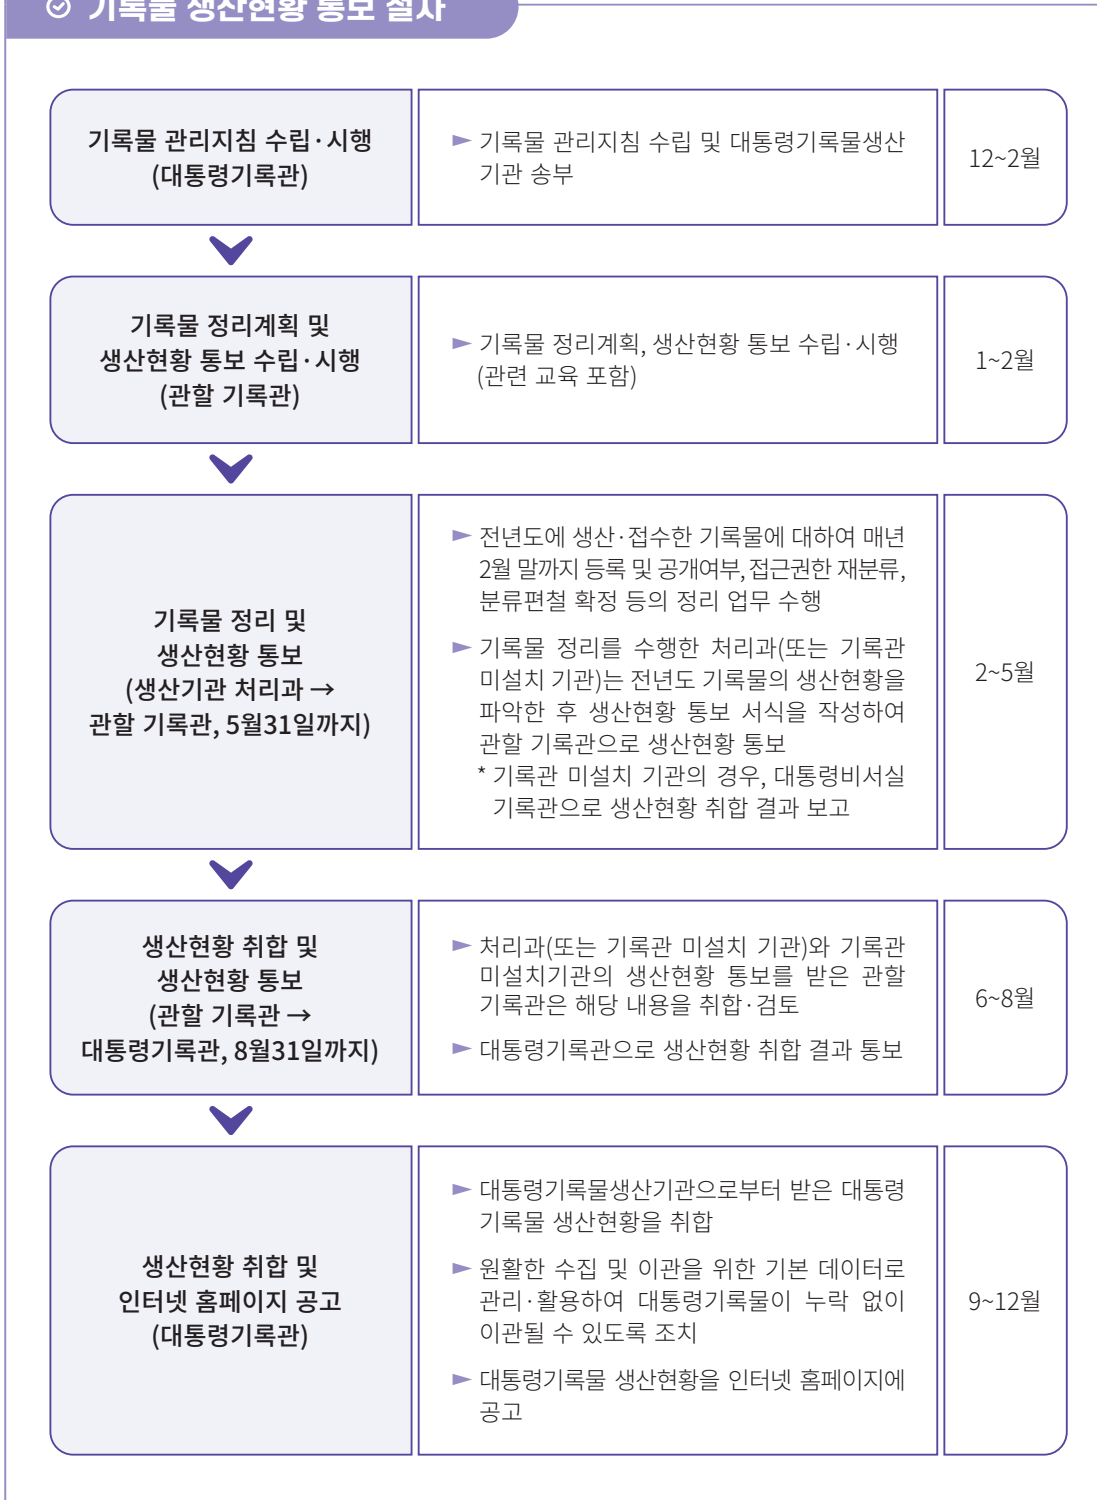 기록물 생산현황 통보 절차
기록물 관리지침 수립·시행
(대통령기록관)
► 기록물 관리지침 수립 및 대통령기록물생산
기관 송부
12~2월
기록물 정리계획 및
생산현황 통보 수립·시행
(관할 기록관)
► 기록물 정리계획, 생산현황 통보 수립·시행
(관련 교육 포함)
1~2월
기록물 정리 및
생산현황 통보
(생산기관 처리과 →
관할 기록관, 5월31일까지)
► 전년도에 생산·접수한 기록물에 대하여 매년
2월 말까지 등록 및 공개여부, 접근권한 재분류,
분류편철 확정 등의 정리 업무 수행
► 기록물 정리를 수행한 처리과(또는 기록관
미설치 기관)는 전년도 기록물의 생산현황을
파악한 후 생산현황 통보 서식을 작성하여
관할 기록관으로 생산현황 통보
* 기록관 미설치 기관의 경우, 대통령비서실
기록관으로 생산현황 취합 결과 보고
2~5월
생산현황 취합 및
생산현황 통보
(관할 기록관 →
대통령기록관, 8월31일까지)
► 처리과(또는 기록관 미설치 기관)와 기록관
미설치기관의 생산현황 통보를 받은 관할
기록관은 해당 내용을 취합·검토
► 대통령기록관으로 생산현황 취합 결과 통보
6~8월
생산현황 취합 및
인터넷 홈페이지 공고
(대통령기록관)
► 대통령기록물생산기관으로부터 받은 대통령
기록물 생산현황을 취합
► 원활한 수집 및 이관을 위한 기본 데이터로
관리·활용하여 대통령기록물이 누락 없이
이관될 수 있도록 조치
► 대통령기록물 생산현황을 인터넷 홈페이지에
공고
9~12월